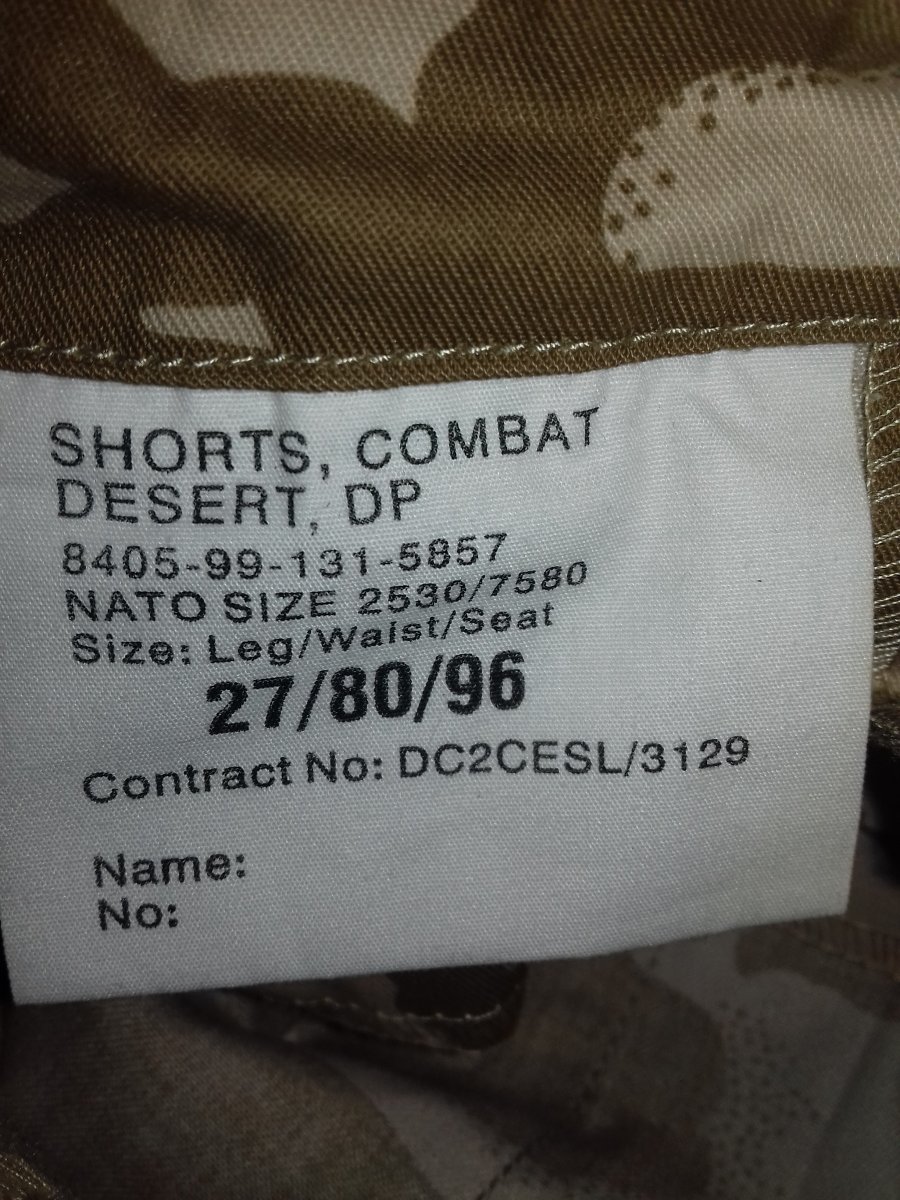 SHORTS, COMBAT
DESERT, DP
8405-99-131-5857
NATO SIZE 2530/7580
Size: Leg/Waist/Seat
27/80/96
Contract No: DC2CESL/3129
Name:
No: